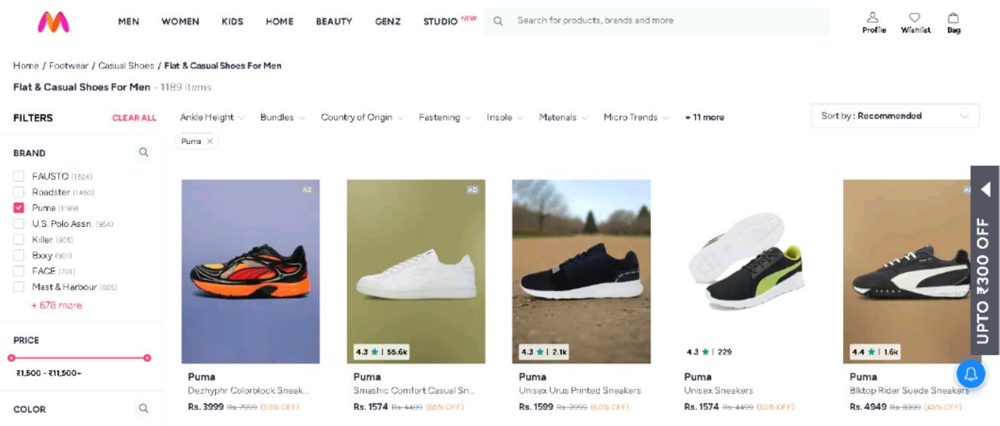 MEN WOMEN KIDS HOME BEAUTY GENZ STUDIO NEW Search for products, brands and more Profile Wishlist Bag
Home / Footwear / Casual Shoes / Flat & Casual Shoes For Men
Flat & Casual Shoes For Men - 1189 items
FILTERS CLEAR ALL
Ankle Height Bundles Country of Origin Fastening Insole Materials Micro Trends + 11 more Sort by : Recommended
Puma
BRAND
FAUSTO (1524)
Roadster (1450)
Puma (1189)
U.S. Polo Assn. (964)
Killer (905)
Bxxy (901)
FACE (701)
Mast & Harbour (685)
+ 678 more
PRICE
₹1,500 - ₹11,500+
COLOR
AD
Puma
Dezhyphr Colorblock Sneak...
Rs. 3999 Rs. 7999 (50% OFF)
AD
4.3 ★ | 55.6k
Puma
Smashic Comfort Casual Sn...
Rs. 1574 Rs. 4499 (65% OFF)
4.3 ★ | 2.1k
Puma
Unisex Urus Printed Sneakers
Rs. 1599 Rs. 3999 (60% OFF)
4.3 ★ | 229
Puma
Unisex Sneakers
Rs. 1574 Rs. 4499 (65% OFF)
4.4 ★ | 1.6k
Puma
Blktop Rider Suede Sneakers
Rs. 4949 Rs. 8999 (45% OFF)
UPTO ₹300 OFF